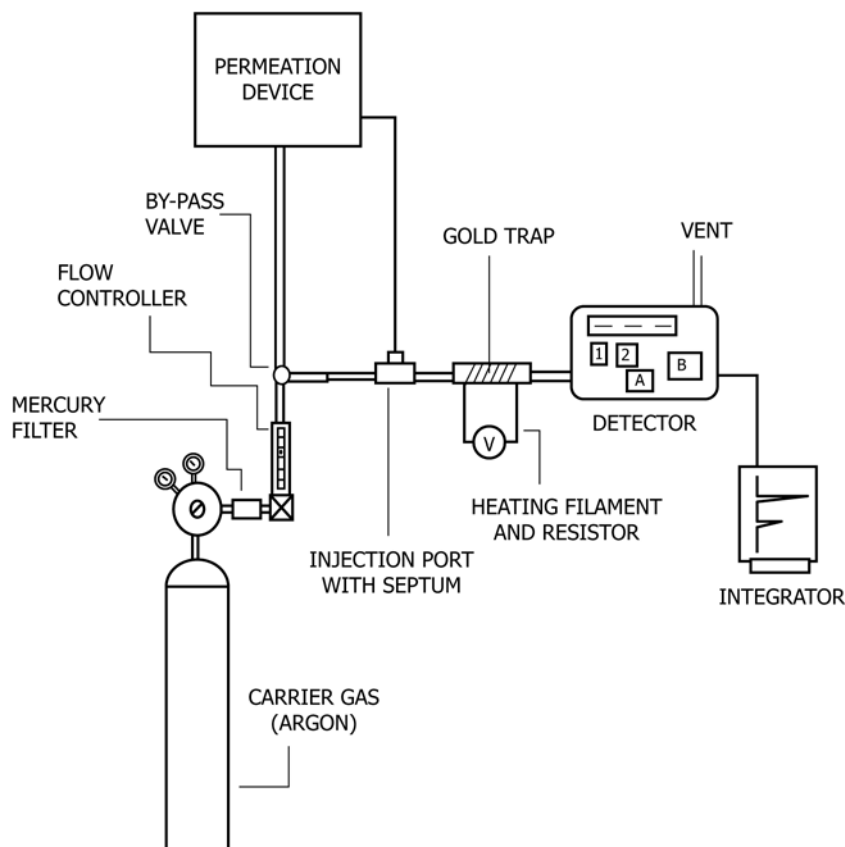 PERMEATION
DEVICE
BY-PASS
VALVE
GOLD TRAP
VENT
FLOW
CONTROLLER
1
2
B
A
MERCURY
FILTER
DETECTOR
V
HEATING FILAMENT
AND RESISTOR
INJECTION PORT
WITH SEPTUM
INTEGRATOR
CARRIER GAS
(ARGON)